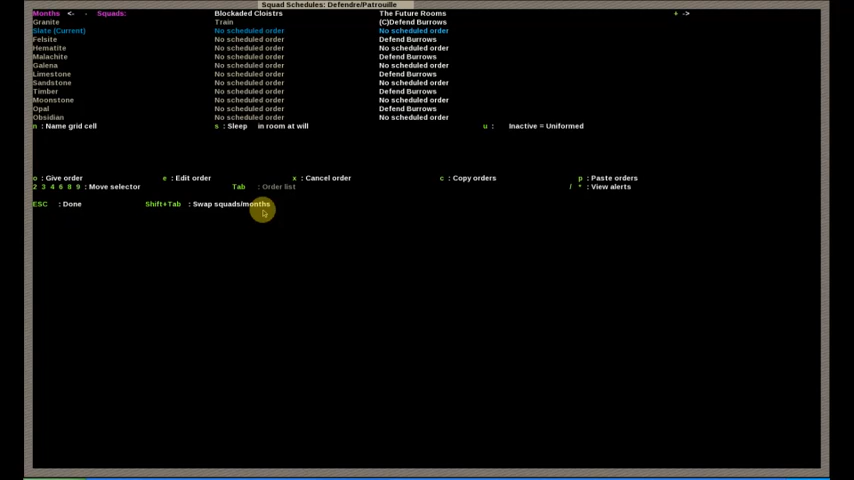 Squad Schedules: Defendre/Patrouille
Months <- - Squads: Blockaded Cloistrs The Future Rooms + ->
Granite Train (C)Defend Burrows
Slate (Current) No scheduled order No scheduled order
Felsite No scheduled order Defend Burrows
Hematite No scheduled order No scheduled order
Malachite No scheduled order Defend Burrows
Galena No scheduled order No scheduled order
Limestone No scheduled order Defend Burrows
Sandstone No scheduled order No scheduled order
Timber No scheduled order Defend Burrows
Moonstone No scheduled order No scheduled order
Opal No scheduled order Defend Burrows
Obsidian No scheduled order No scheduled order
n : Name grid cell s : Sleep in room at will u : Inactive = Uniformed
o : Give order e : Edit order x : Cancel order c : Copy orders p : Paste orders
2 3 4 6 8 9 : Move selector Tab : Order list / * : View alerts
ESC : Done Shift+Tab : Swap squads/months